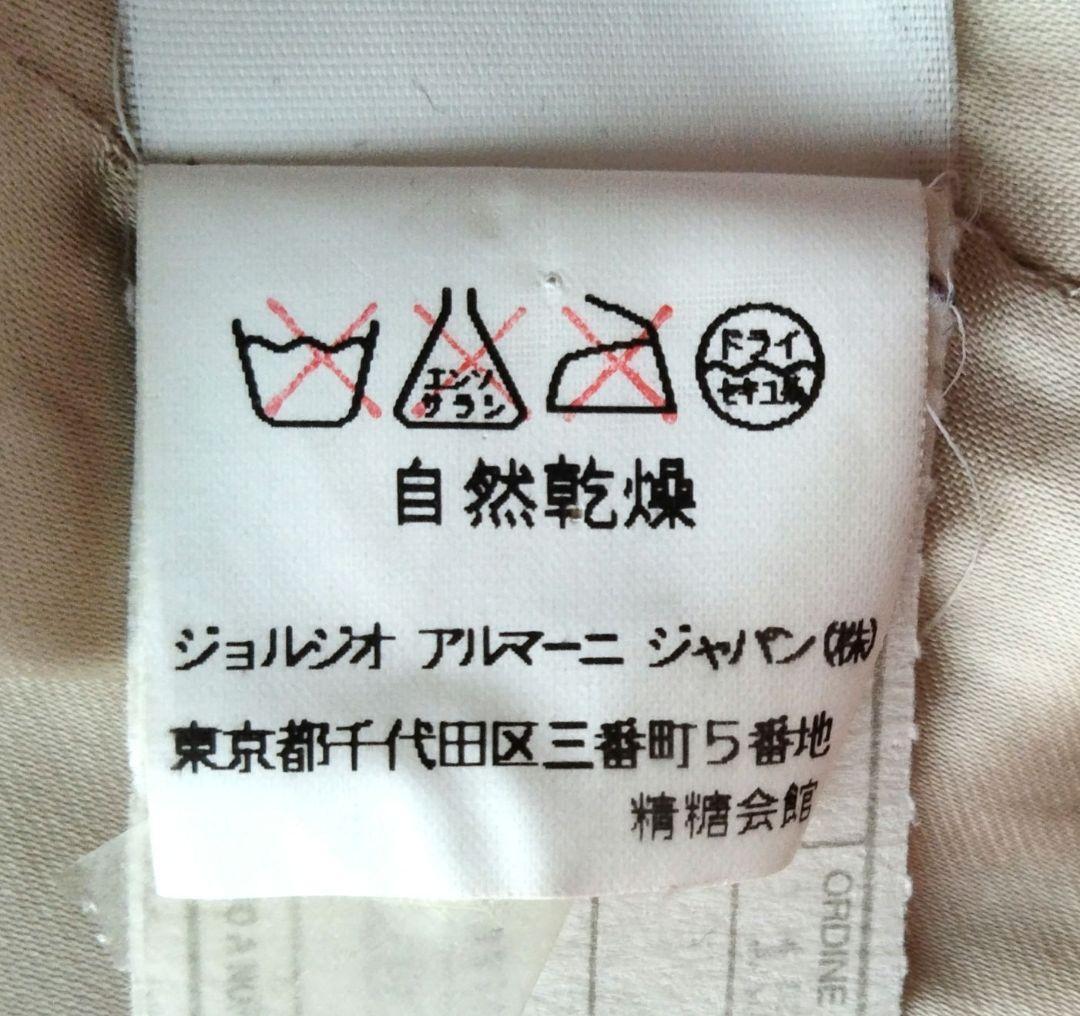 エンソ
サラン
ドライ
セキユ系
自然乾燥
ジョルジオ アルマーニ ジャパン(株)
東京都千代田区三番町5番地
精糖会館
ORDINE